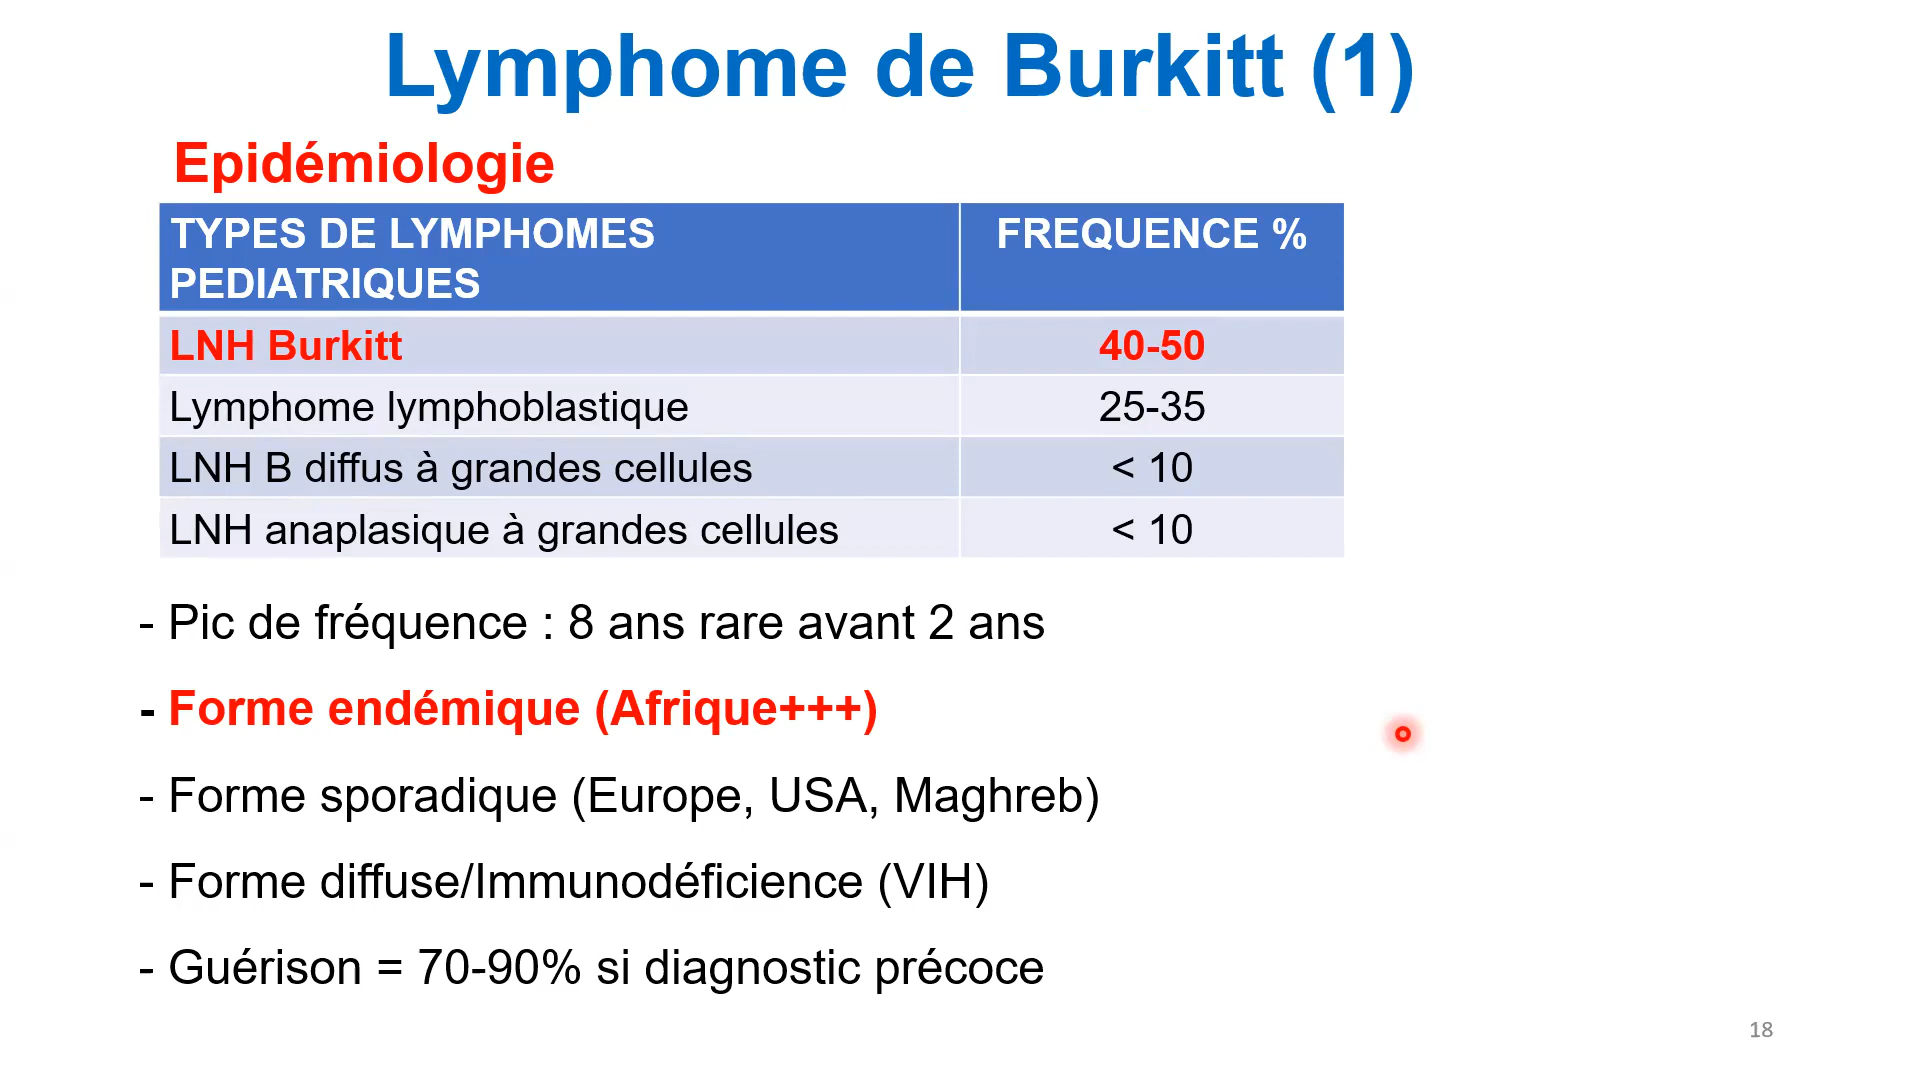 Lymphome de Burkitt (1)
Epidémiologie
TYPES DE LYMPHOMES PEDIATRIQUES FREQUENCE %
LNH Burkitt 40-50
Lymphome lymphoblastique 25-35
LNH B diffus à grandes cellules < 10
LNH anaplasique à grandes cellules < 10
- Pic de fréquence : 8 ans rare avant 2 ans
- Forme endémique (Afrique+++)
- Forme sporadique (Europe, USA, Maghreb)
- Forme diffuse/Immunodéficience (VIH)
- Guérison = 70-90% si diagnostic précoce
18